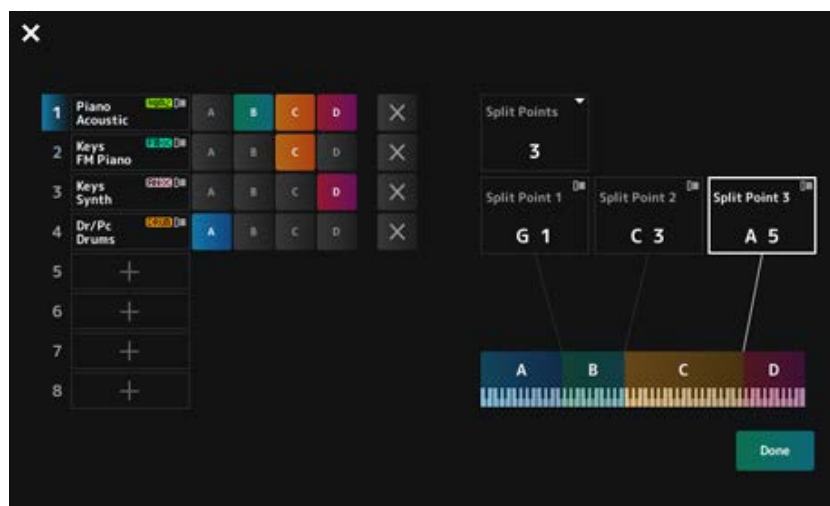 ×
1 Piano A B C D ×
Acoustic
2 Keys A B C D ×
FM Piano
3 Keys A B C D ×
Synth
4 Dr/Pc DRUM A B C D ×
Drums
5 +
6 +
7 +
8 +
Split Points
3
Split Point 1 Split Point 2 Split Point 3
G 1 C 3 A 5
A B C D
Done